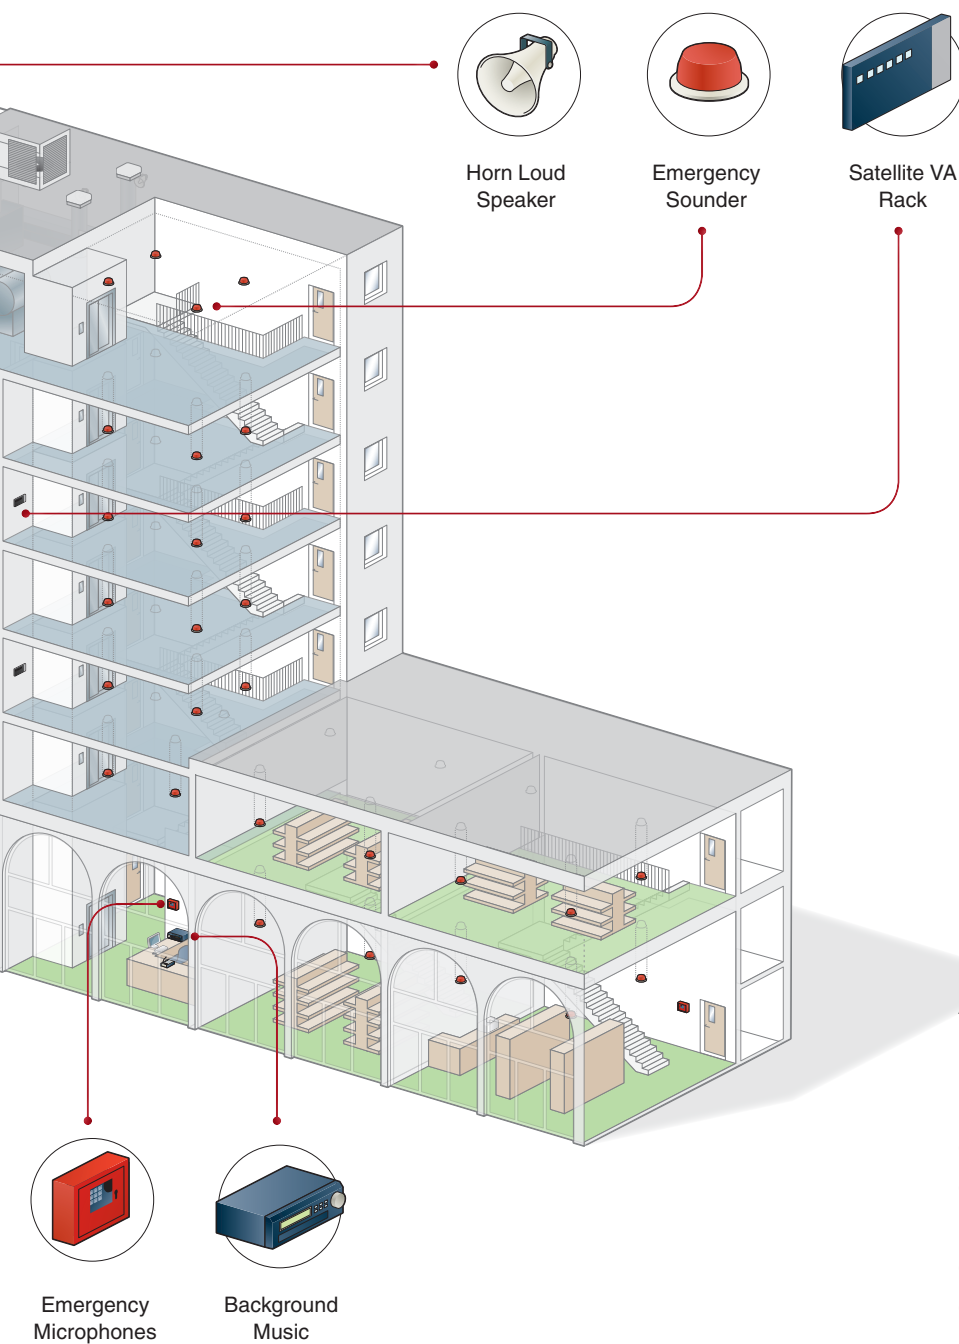 Horn Loud
Speaker
Emergency
Sounder
Satellite VA
Rack
Emergency
Microphones
Background
Music